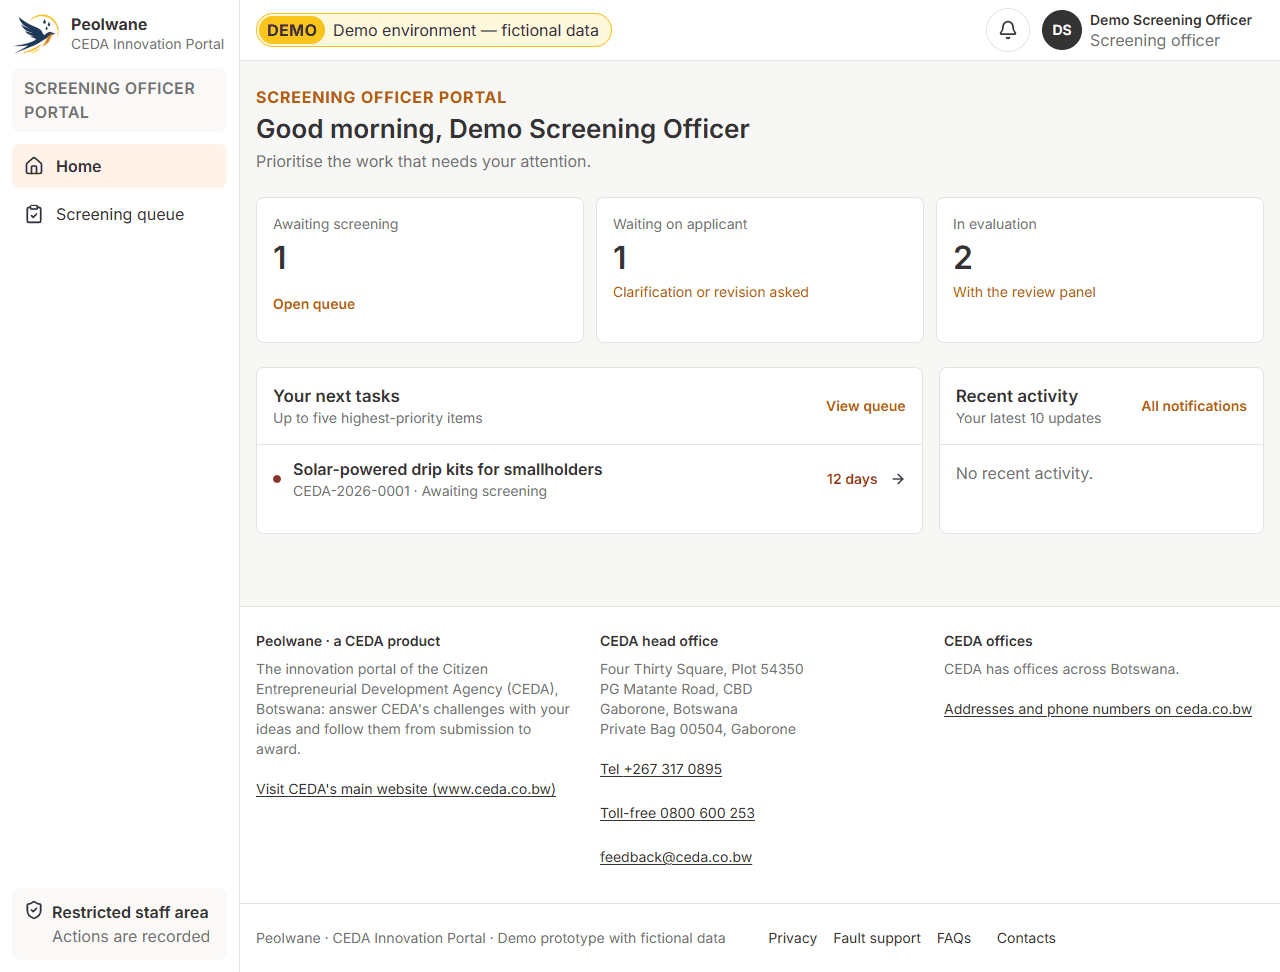 Peolwane
CEDA Innovation Portal
SCREENING OFFICER
PORTAL
Home
Screening queue
Restricted staff area
Actions are recorded
DEMO Demo environment — fictional data
DS
Demo Screening Officer
Screening officer
SCREENING OFFICER PORTAL
Good morning, Demo Screening Officer
Prioritise the work that needs your attention.
Awaiting screening
1
Open queue
Waiting on applicant
1
Clarification or revision asked
In evaluation
2
With the review panel
Your next tasks
Up to five highest-priority items
View queue
Solar-powered drip kits for smallholders
CEDA-2026-0001 · Awaiting screening
12 days
Recent activity
Your latest 10 updates
All notifications
No recent activity.
Peolwane · a CEDA product
The innovation portal of the Citizen
Entrepreneurial Development Agency (CEDA),
Botswana: answer CEDA's challenges with your
ideas and follow them from submission to
award.
Visit CEDA's main website (www.ceda.co.bw)
CEDA head office
Four Thirty Square, Plot 54350
PG Matante Road, CBD
Gaborone, Botswana
Private Bag 00504, Gaborone
Tel +267 317 0895
Toll-free 0800 600 253
feedback@ceda.co.bw
CEDA offices
CEDA has offices across Botswana.
Addresses and phone numbers on ceda.co.bw
Peolwane · CEDA Innovation Portal · Demo prototype with fictional data
Privacy Fault support FAQs Contacts